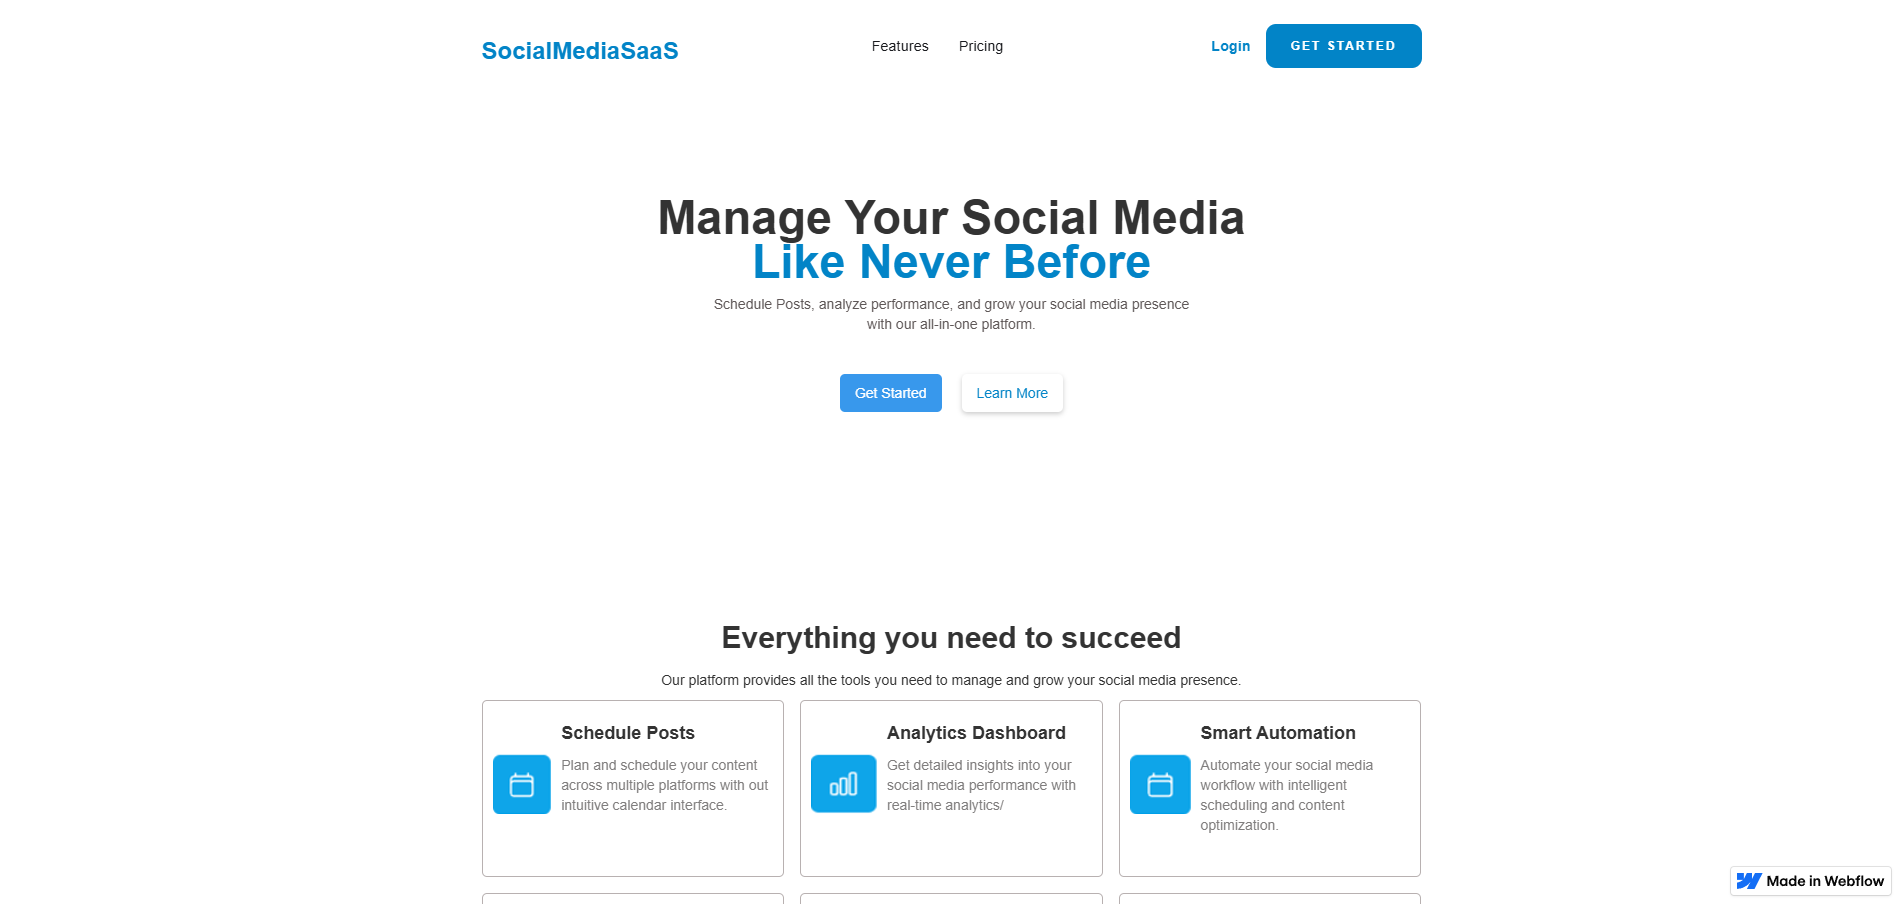 SocialMediaSaaS
Features
Pricing
Login
GET STARTED
Manage Your Social Media
Like Never Before
Schedule Posts, analyze performance, and grow your social media presence
with our all-in-one platform.
Get Started
Learn More
Everything you need to succeed
Our platform provides all the tools you need to manage and grow your social media presence.
Schedule Posts
Plan and schedule your content
across multiple platforms with out
intuitive calendar interface.
Analytics Dashboard
Get detailed insights into your
social media performance with
real-time analytics/
Smart Automation
Automate your social media
workflow with intelligent
scheduling and content
optimization.
Made in Webflow